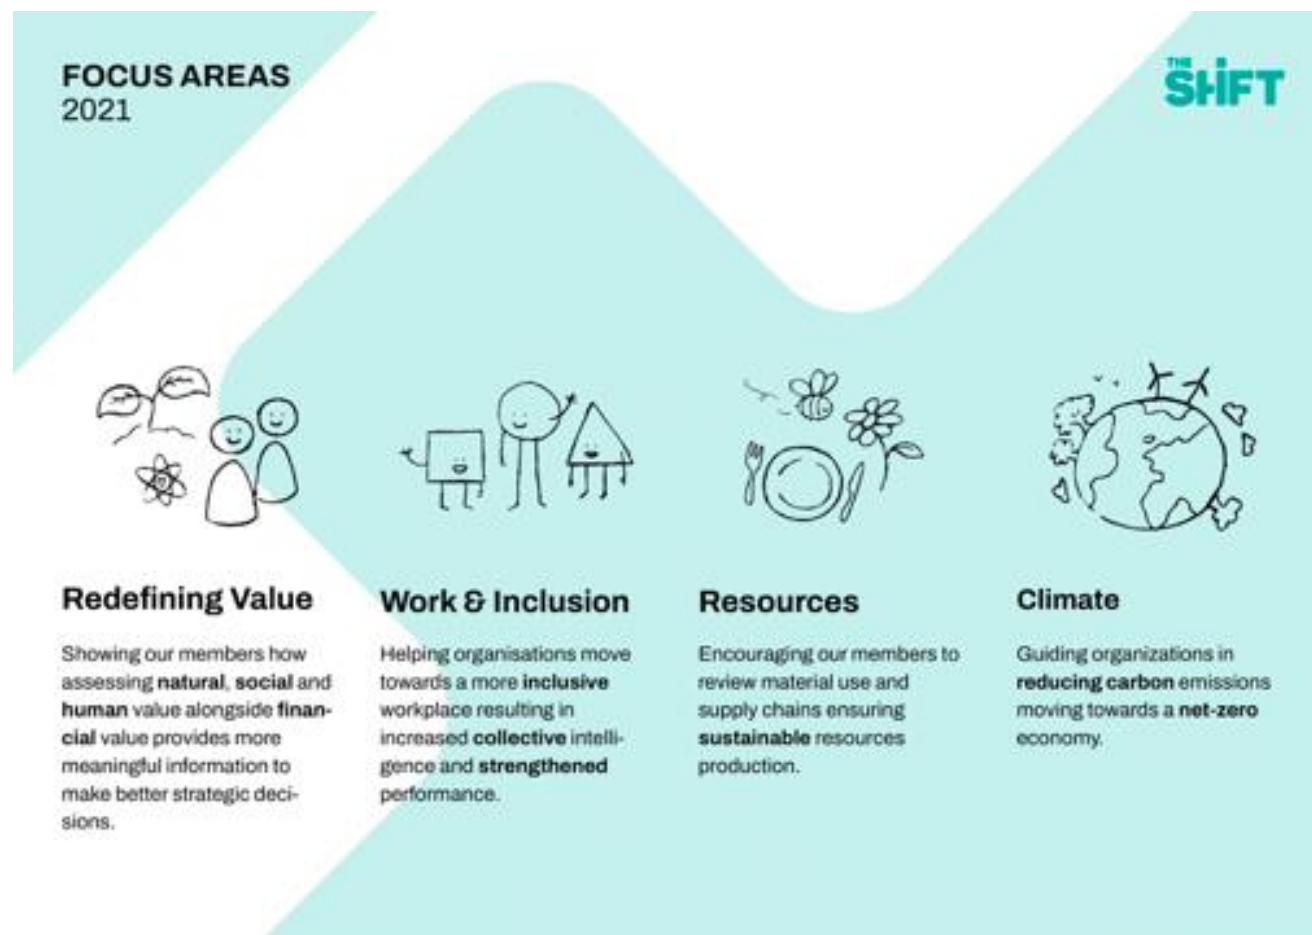 FOCUS AREAS
2021
THE
SHIFT
Redefining Value
Showing our members how
assessing natural, social and
human value alongside finan-
cial value provides more
meaningful information to
make better strategic deci-
sions.
Work & Inclusion
Helping organisations move
towards a more inclusive
workplace resulting in
increased collective intelli-
gence and strengthened
performance.
Resources
Encouraging our members to
review material use and
supply chains ensuring
sustainable resources
production.
Climate
Guiding organizations in
reducing carbon emissions
moving towards a net-zero
economy.